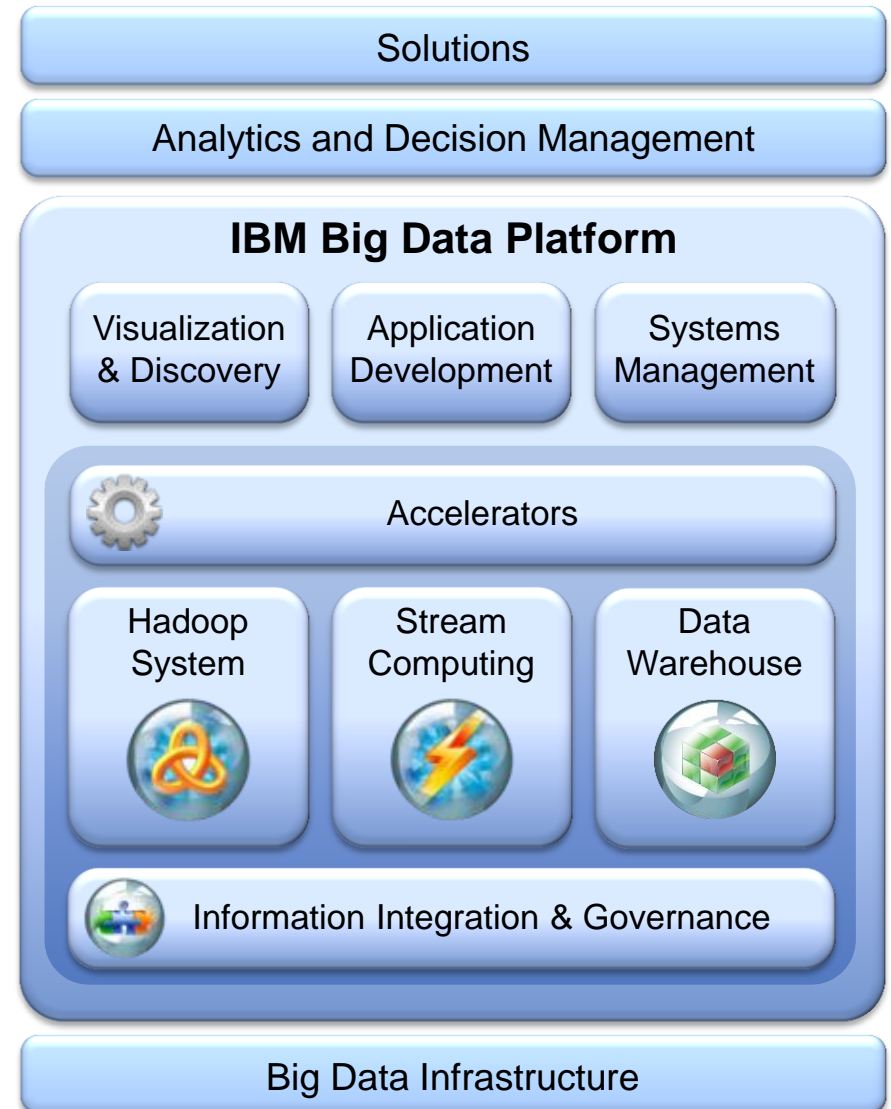 Solutions
Analytics and Decision Management
IBM Big Data Platform
Visualization
& Discovery
Application
Development
Systems
Management
Accelerators
Hadoop
System
Stream
Computing
Data
Warehouse
Information Integration & Governance
Big Data Infrastructure